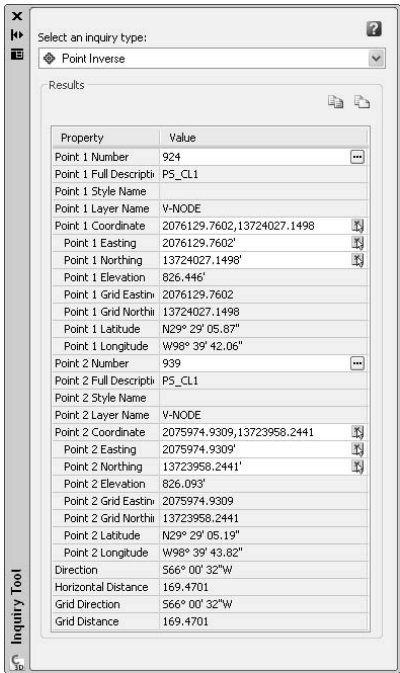 Select an inquiry type:
Point Inverse
Results
Property Value
Point 1 Number 924
Point 1 Full Descripti PS_CL1
Point 1 Style Name
Point 1 Layer Name V-NODE
Point 1 Coordinate 2076129.7602,13724027.1498
Point 1 Easting 2076129.7602'
Point 1 Northing 13724027.1498'
Point 1 Elevation 826.446'
Point 1 Grid Eastin 2076129.7602
Point 1 Grid Northi 13724027.1498
Point 1 Latitude N29° 29' 05.87"
Point 1 Longitude W98° 39' 42.06"
Point 2 Number 939
Point 2 Full Descripti PS_CL1
Point 2 Style Name
Point 2 Layer Name V-NODE
Point 2 Coordinate 2075974.9309,13723958.2441
Point 2 Easting 2075974.9309'
Point 2 Northing 13723958.2441'
Point 2 Elevation 826.093'
Point 2 Grid Eastin 2075974.9309
Point 2 Grid Northi 13723958.2441
Point 2 Latitude N29° 29' 05.19"
Point 2 Longitude W98° 39' 43.82"
Direction S66° 00' 32"W
Horizontal Distance 169.4701
Grid Direction S66° 00' 32"W
Grid Distance 169.4701
Inquiry Tool
C3D